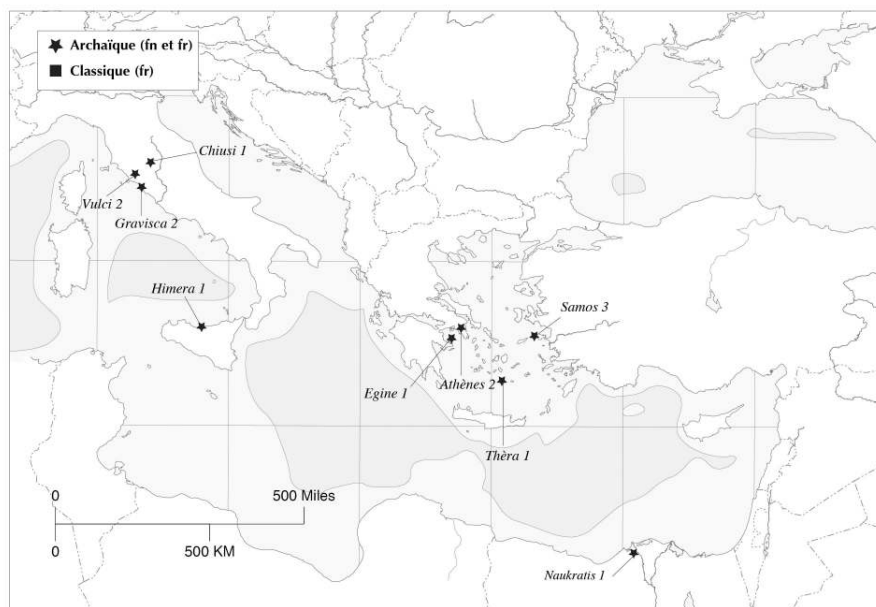 Archaïque (fn et fr)
Classique (fr)
Chiusi 1
Vulci 2
Gravisca 2
Himera 1
Samos 3
Egine 1
Athènes 2
Thèra 1
0 500 Miles
0 500 KM
Naukratis 1